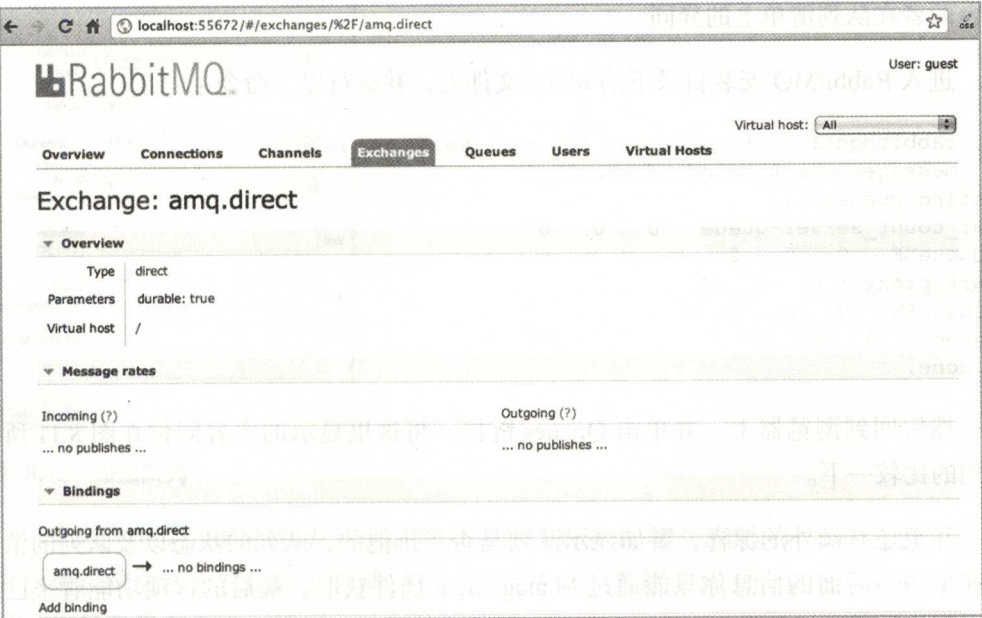 localhost:55672/#/exchanges/%2F/amq.direct
RabbitMQ
User: guest
Virtual host: All
Overview Connections Channels Exchanges Queues Users Virtual Hosts
Exchange: amq.direct
Overview
Type direct
Parameters durable: true
Virtual host /
Message rates
Incoming (?) Outgoing (?)
... no publishes ... ... no publishes ...
Bindings
Outgoing from amq.direct
amq.direct → ... no bindings ...
Add binding